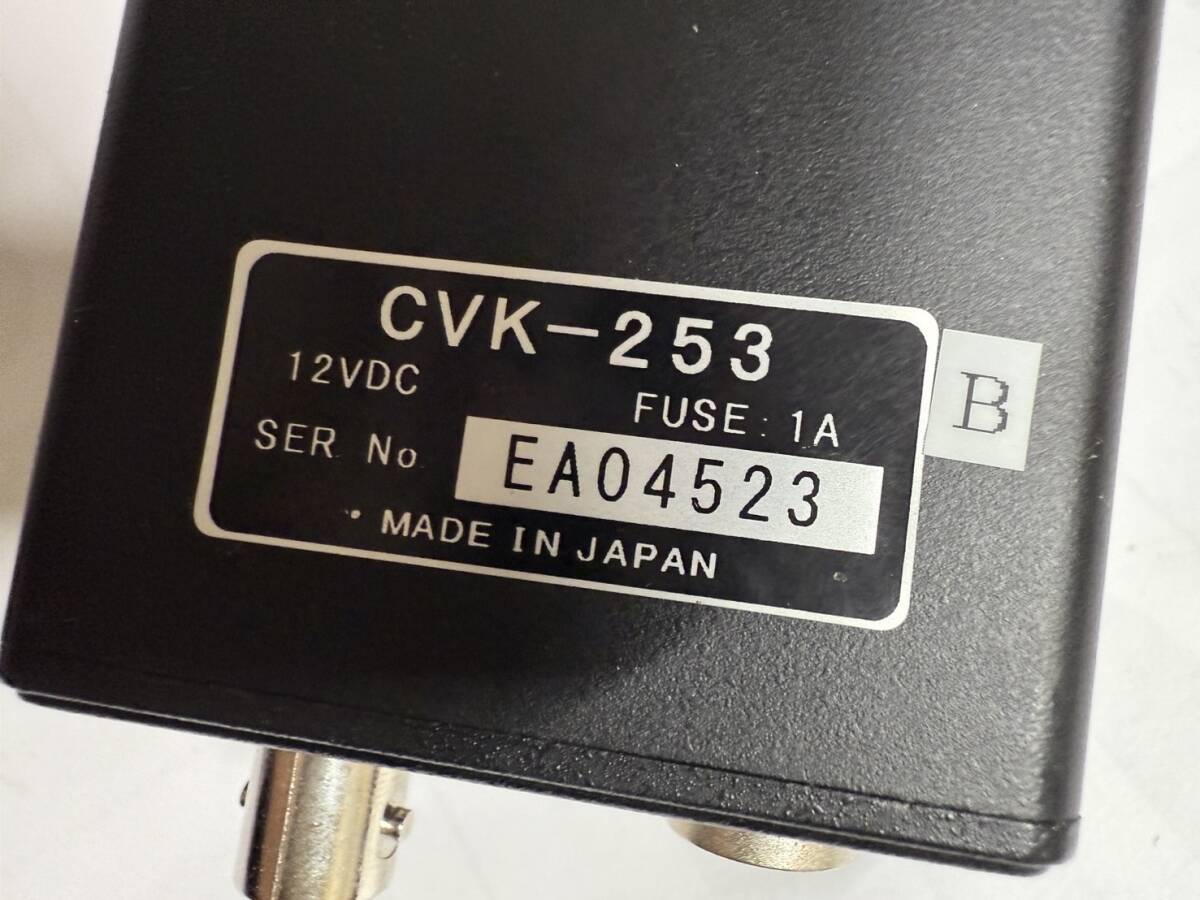 CVK-253
12VDC
FUSE: 1A
SER. No. EA04523
MADE IN JAPAN
B